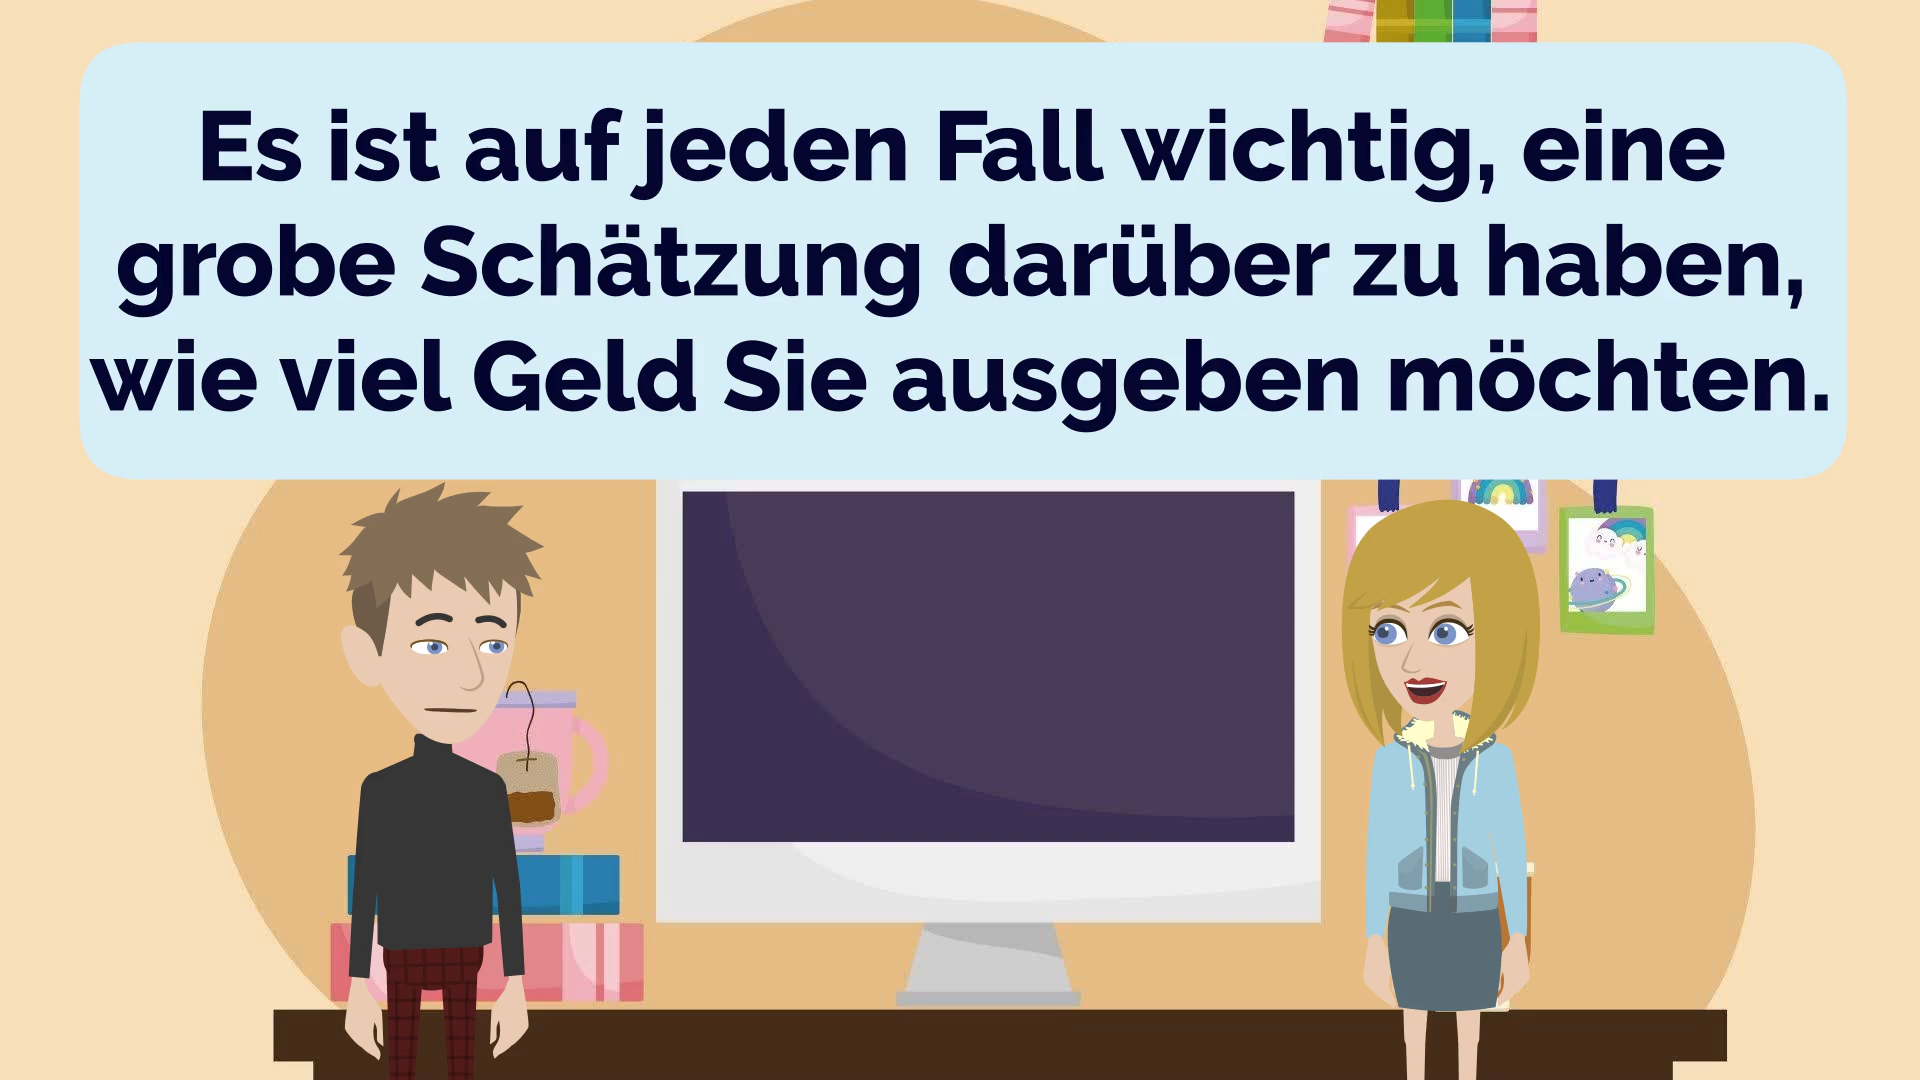 Es ist auf jeden Fall wichtig, eine
grobe Schätzung darüber zu haben,
wie viel Geld Sie ausgeben möchten.